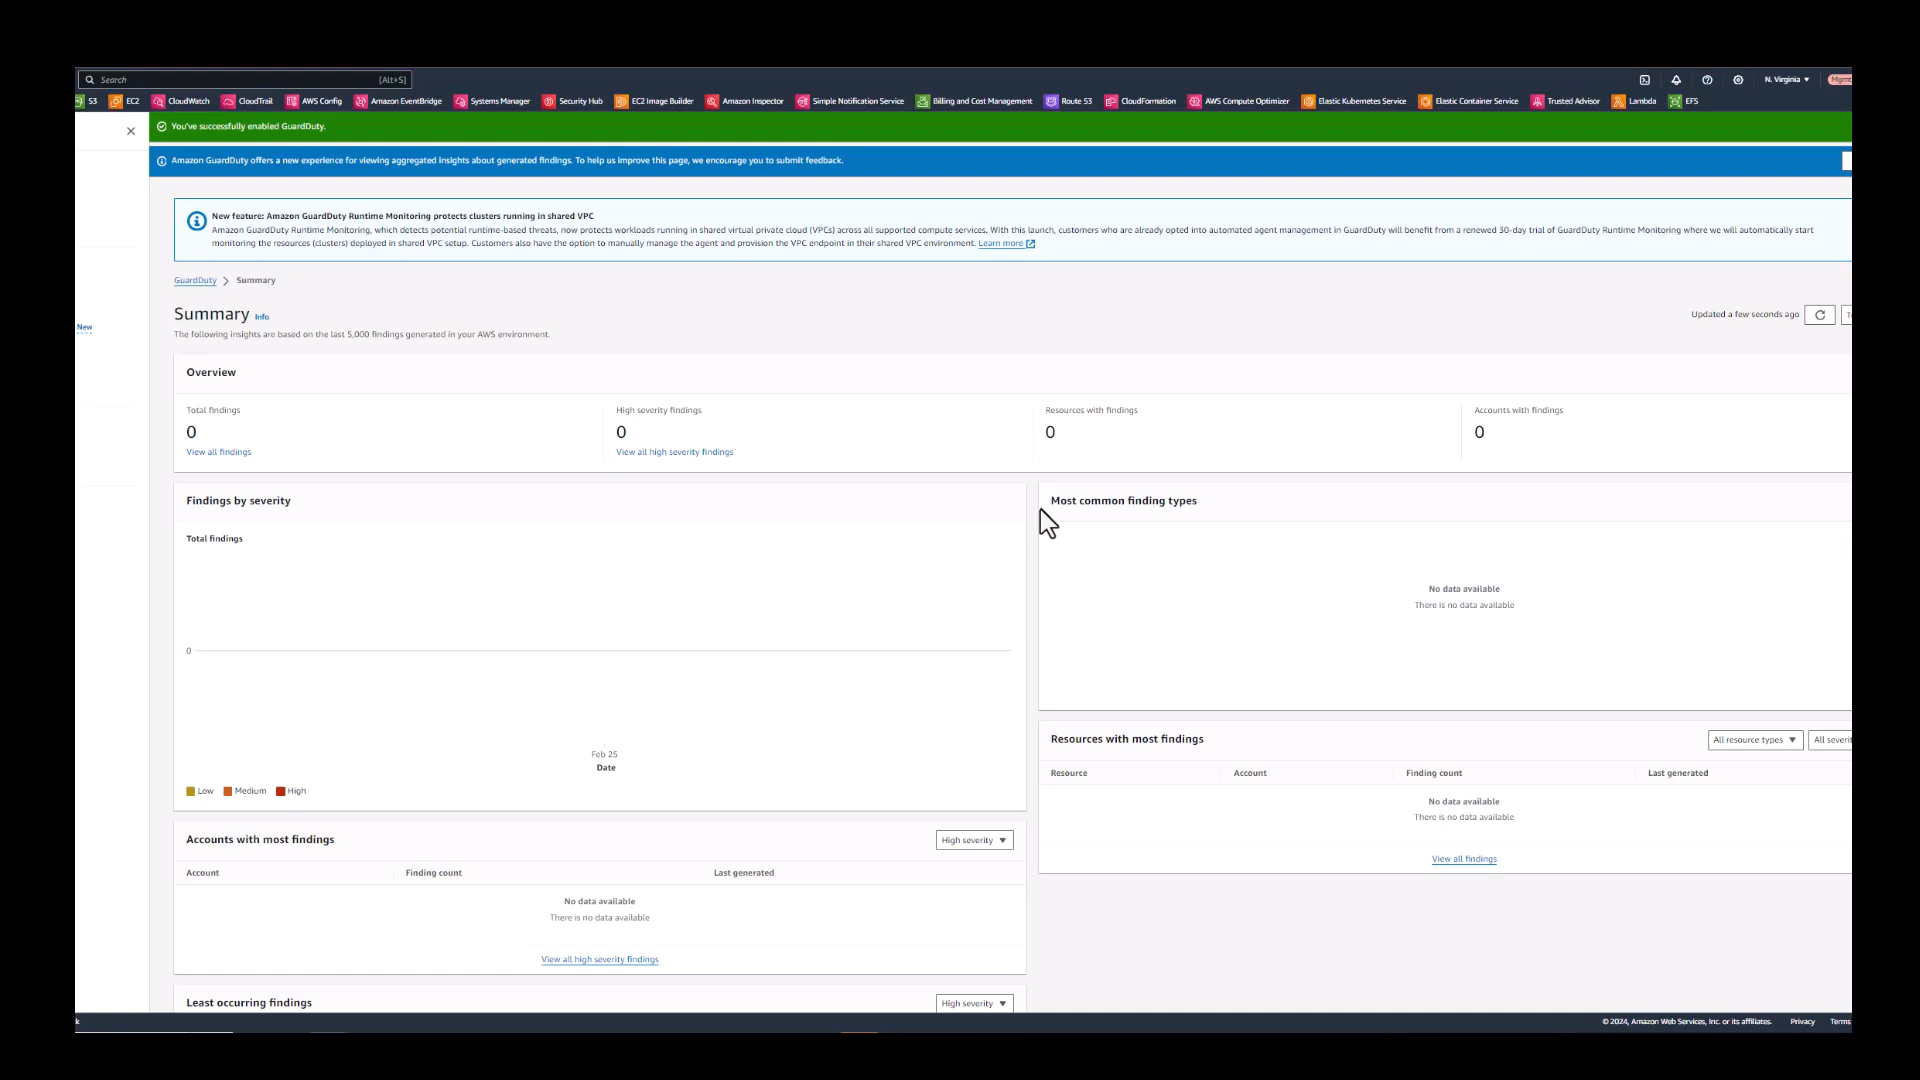 Search [Alt+S] N. Virginia
S3 EC2 CloudWatch CloudTrail AWS Config Amazon EventBridge Systems Manager Security Hub EC2 Image Builder Amazon Inspector Simple Notification Service Billing and Cost Management Route 53 CloudFormation AWS Compute Optimizer Elastic Kubernetes Service Elastic Container Service Trusted Advisor Lambda EFS
You've successfully enabled GuardDuty.
Amazon GuardDuty offers a new experience for viewing aggregated insights about generated findings. To help us improve this page, we encourage you to submit feedback.
New feature: Amazon GuardDuty Runtime Monitoring protects clusters running in shared VPC
Amazon GuardDuty Runtime Monitoring, which detects potential runtime-based threats, now protects workloads running in shared virtual private cloud (VPCs) across all supported compute services. With this launch, customers who are already opted into automated agent management in GuardDuty will benefit from a renewed 30-day trial of GuardDuty Runtime Monitoring where we will automatically start
monitoring the resources (clusters) deployed in shared VPC setup. Customers also have the option to manually manage the agent and provision the VPC endpoint in their shared VPC environment. Learn more
GuardDuty Summary
Summary Info
Updated a few seconds ago
New
The following insights are based on the last 5,000 findings generated in your AWS environment.
Overview
Total findings
0
View all findings
High severity findings
0
View all high severity findings
Resources with findings
0
Accounts with findings
0
Findings by severity
Total findings
0
Feb 25
Date
Low Medium High
Most common finding types
No data available
There is no data available
Resources with most findings
All resource types
Resource Account Finding count Last generated
No data available
There is no data available
View all findings
Accounts with most findings
High severity
Account Finding count Last generated
No data available
There is no data available
View all high severity findings
Least occurring findings
High severity
© 2024, Amazon Web Services, Inc. or its affiliates. Privacy Terms